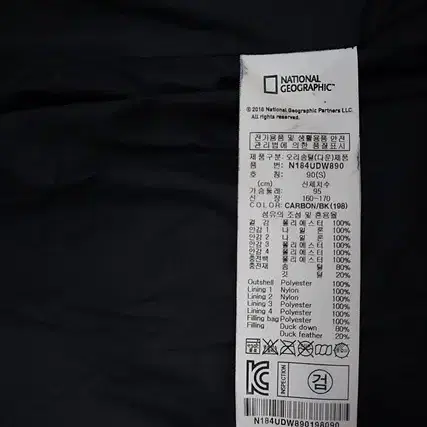 NATIONAL
GEOGRAPHIC™
© 2018 National Geographic Partners LLC.
All rights reserved.
전기용품 및 생활용품 안전
관리법에 의한 품질표시
제품구분: 오리솜털(다운)제품
품 번: N184UDW890
호 칭: 90(S)
(cm) 신체치수
가슴둘레 95
신 장 160-170
COLOR: CARBON/BK(198)
섬유의 조성 및 혼용율
겉 감 폴리에스터 100%
안감 1 나 일 론 100%
안감 2 나 일 론 100%
안감 3 폴리에스터 100%
안감 4 폴리에스터 100%
충전백 폴리에스터 100%
충전재 솜 털 80%
깃 털 20%
Outshell Polyester 100%
Lining 1 Nylon 100%
Lining 2 Nylon 100%
Lining 3 Polyester 100%
Lining 4 Polyester 100%
Filling bag Polyester 100%
Filling Duck down 80%
Duck feather 20%
INSPECTION
검
N184UDW890198090